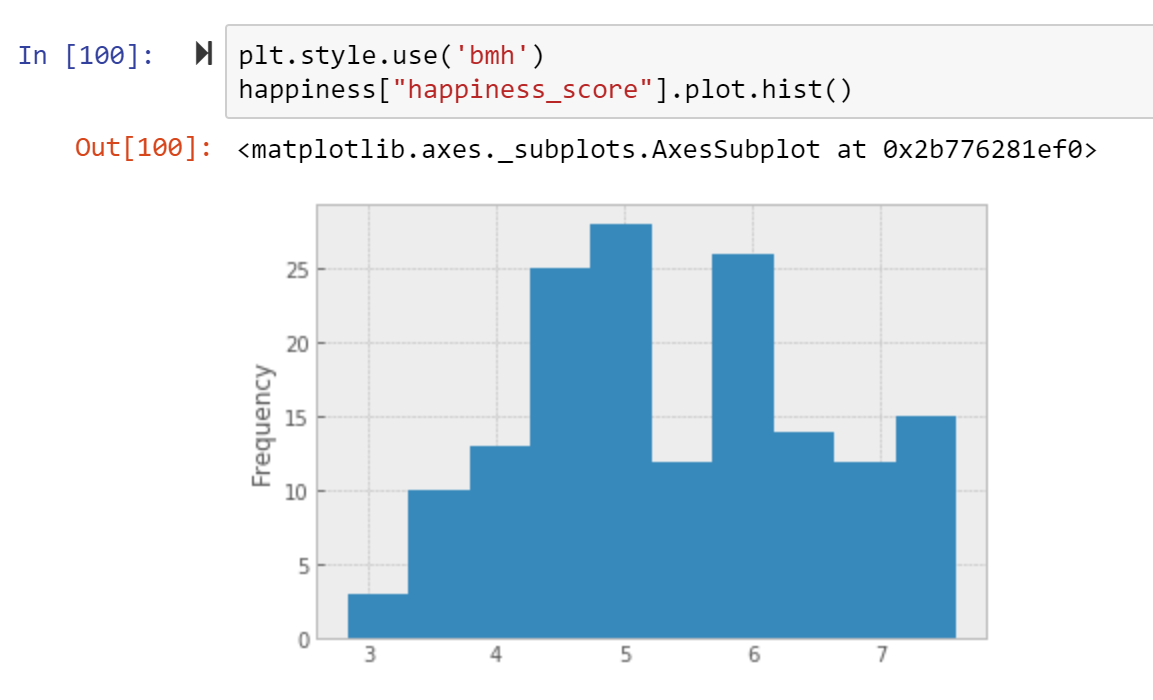 In [100]:
plt.style.use('bmh')
happiness["happiness_score"].plot.hist()
Out[100]:
<matplotlib.axes._subplots.AxesSubplot at 0x2b776281ef0>
25
20
15
10
5
0
Frequency
3 4 5 6 7